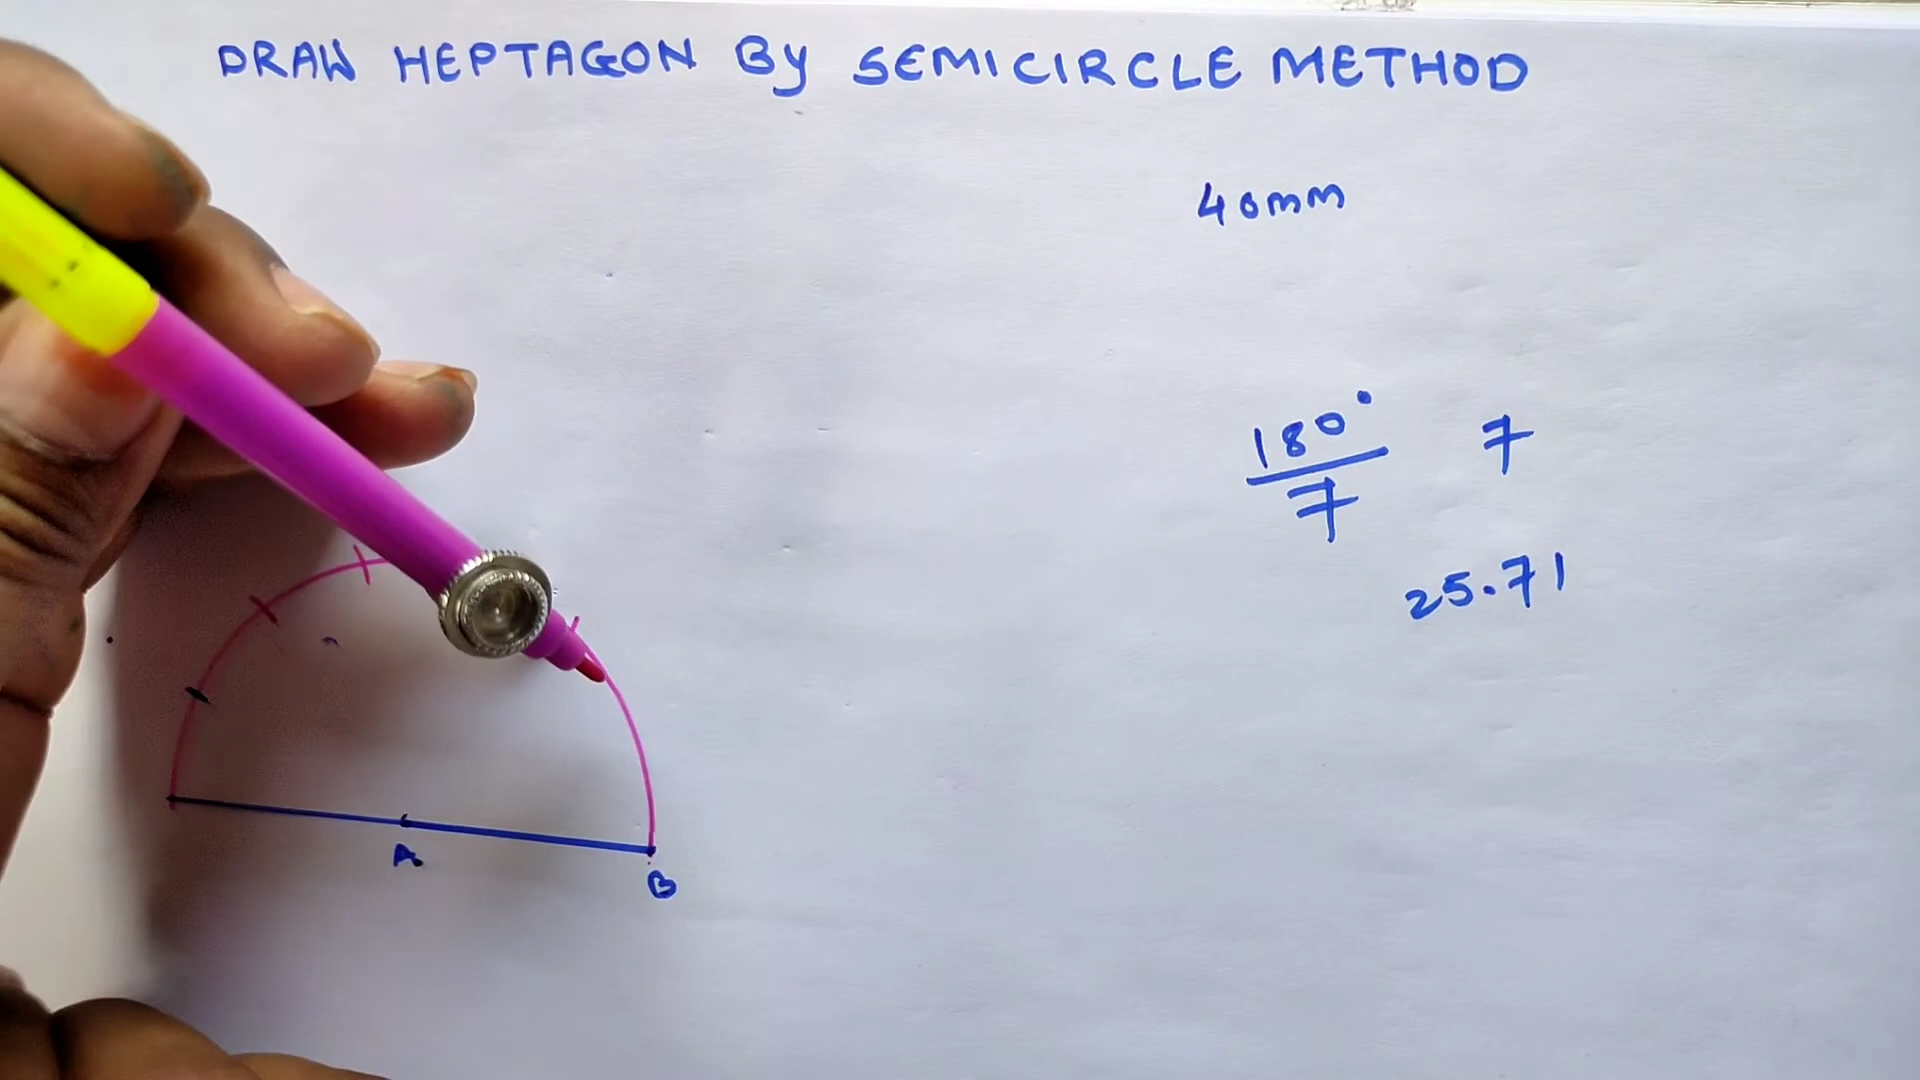 DRAW HEPTAGON By SEMICIRCLE METHOD
40mm
180°
7
7
25.71
A
B